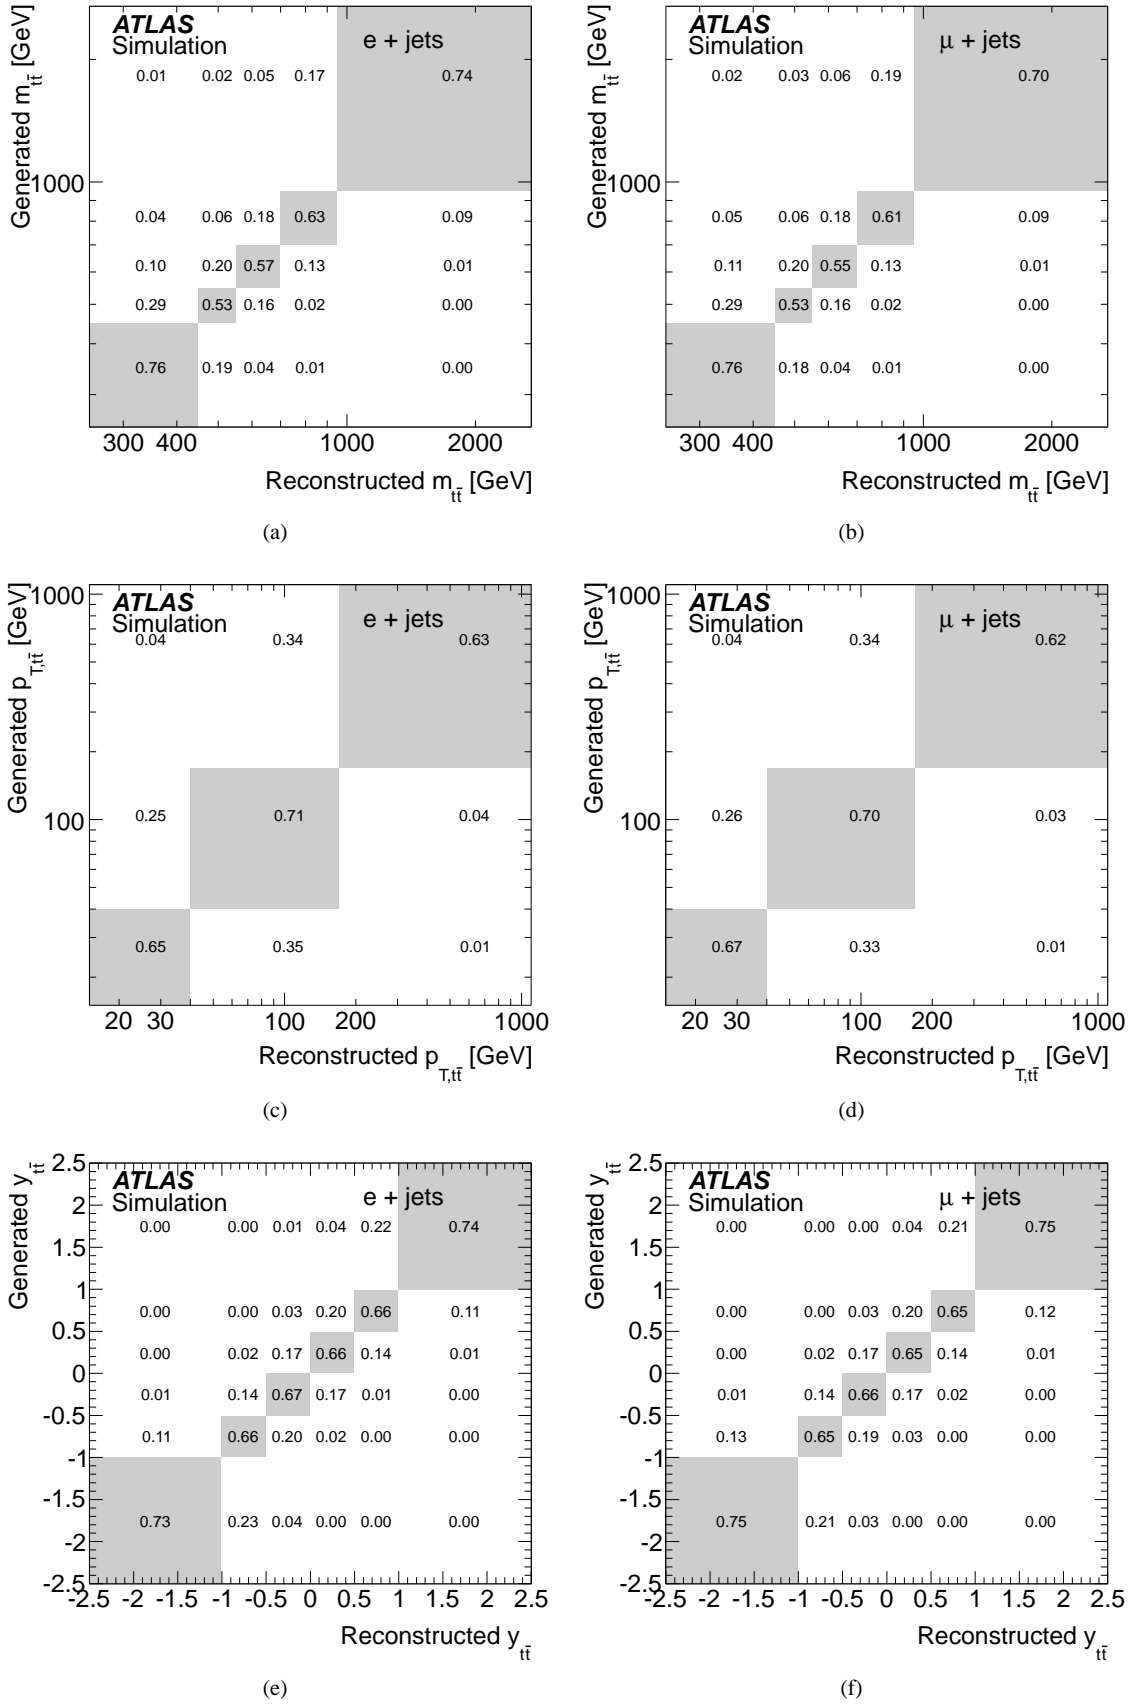 ATLAS
Simulation
e + jets
0.01 0.02 0.05 0.17 0.74
0.04 0.06 0.18 0.63 0.09
0.10 0.20 0.57 0.13 0.01
0.29 0.53 0.16 0.02 0.00
0.76 0.19 0.04 0.01 0.00
Generated m_tt̄ [GeV]
1000
300 400 1000 2000
Reconstructed m_tt̄ [GeV]
(a)
ATLAS
Simulation
μ + jets
0.02 0.03 0.06 0.19 0.70
0.05 0.06 0.18 0.61 0.09
0.11 0.20 0.55 0.13 0.01
0.29 0.53 0.16 0.02 0.00
0.76 0.18 0.04 0.01 0.00
Generated m_tt̄ [GeV]
1000
300 400 1000 2000
Reconstructed m_tt̄ [GeV]
(b)
ATLAS
Simulation
e + jets
0.04 0.34 0.63
0.25 0.71 0.04
0.65 0.35 0.01
Generated p_T,tt̄ [GeV]
1000
100
20 30 100 200 1000
Reconstructed p_T,tt̄ [GeV]
(c)
ATLAS
Simulation
μ + jets
0.04 0.34 0.62
0.26 0.70 0.03
0.67 0.33 0.01
Generated p_T,tt̄ [GeV]
1000
100
20 30 100 200 1000
Reconstructed p_T,tt̄ [GeV]
(d)
ATLAS
Simulation
e + jets
0.00 0.00 0.01 0.04 0.22 0.74
0.00 0.00 0.03 0.20 0.66 0.11
0.00 0.02 0.17 0.66 0.14 0.01
0.01 0.14 0.67 0.17 0.01 0.00
0.11 0.66 0.20 0.02 0.00 0.00
0.73 0.23 0.04 0.00 0.00 0.00
Generated y_tt̄
2.5
2
1.5
1
0.5
0
-0.5
-1
-1.5
-2
-2.5
-2.5 -2 -1.5 -1 -0.5 0 0.5 1 1.5 2 2.5
Reconstructed y_tt̄
(e)
ATLAS
Simulation
μ + jets
0.00 0.00 0.00 0.04 0.21 0.75
0.00 0.00 0.03 0.20 0.65 0.12
0.00 0.02 0.17 0.65 0.14 0.01
0.01 0.14 0.66 0.17 0.02 0.00
0.13 0.65 0.19 0.03 0.00 0.00
0.75 0.21 0.03 0.00 0.00 0.00
Generated y_tt̄
2.5
2
1.5
1
0.5
0
-0.5
-1
-1.5
-2
-2.5
-2.5 -2 -1.5 -1 -0.5 0 0.5 1 1.5 2 2.5
Reconstructed y_tt̄
(f)